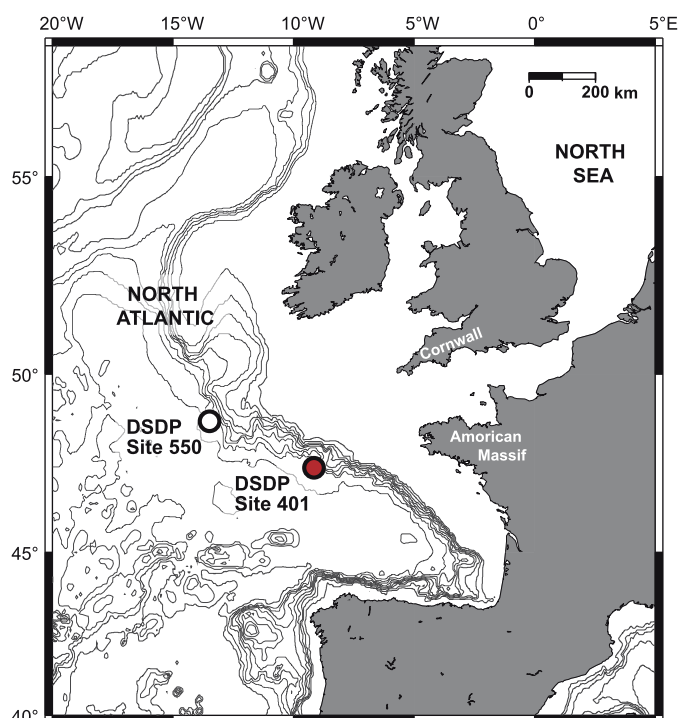 20°W 15°W 10°W 5°W 0° 5°E
0 200 km
NORTH
SEA
55°
NORTH
ATLANTIC
Cornwall
50°
DSDP
Site 550
Amorican
Massif
DSDP
Site 401
45°
40°